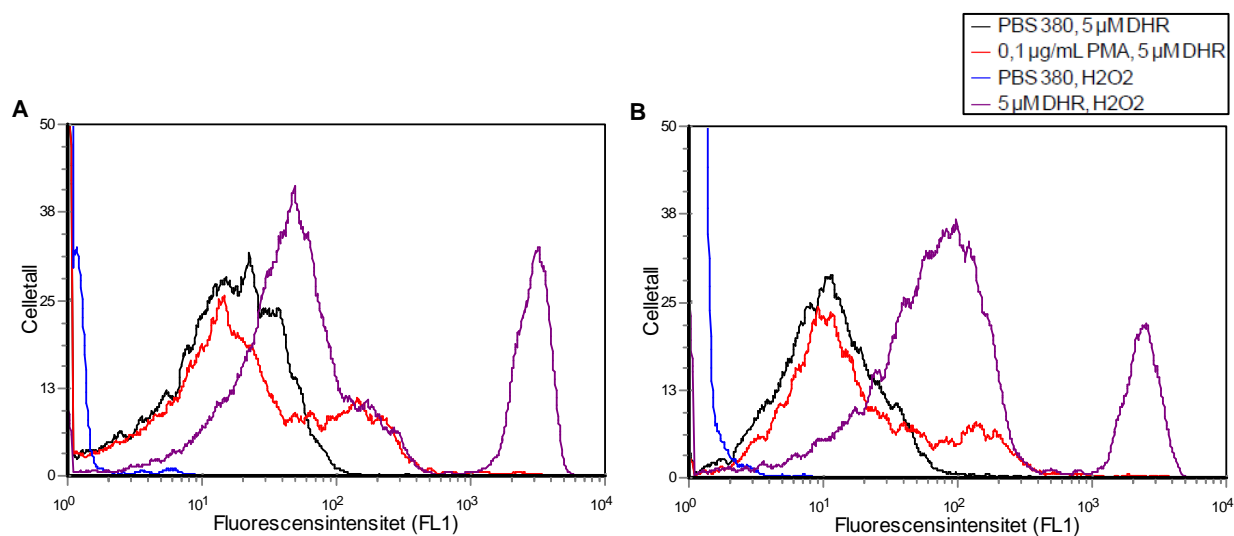 PBS 380, 5 µM DHR
0,1 µg/mL PMA, 5 µM DHR
PBS 380, H2O2
5 µM DHR, H2O2
A
50
38
25
13
0
Celletall
10^0
10^1
10^2
10^3
10^4
Fluorescensintensitet (FL1)
B
50
38
25
13
0
Celletall
10^0
10^1
10^2
10^3
10^4
Fluorescensintensitet (FL1)